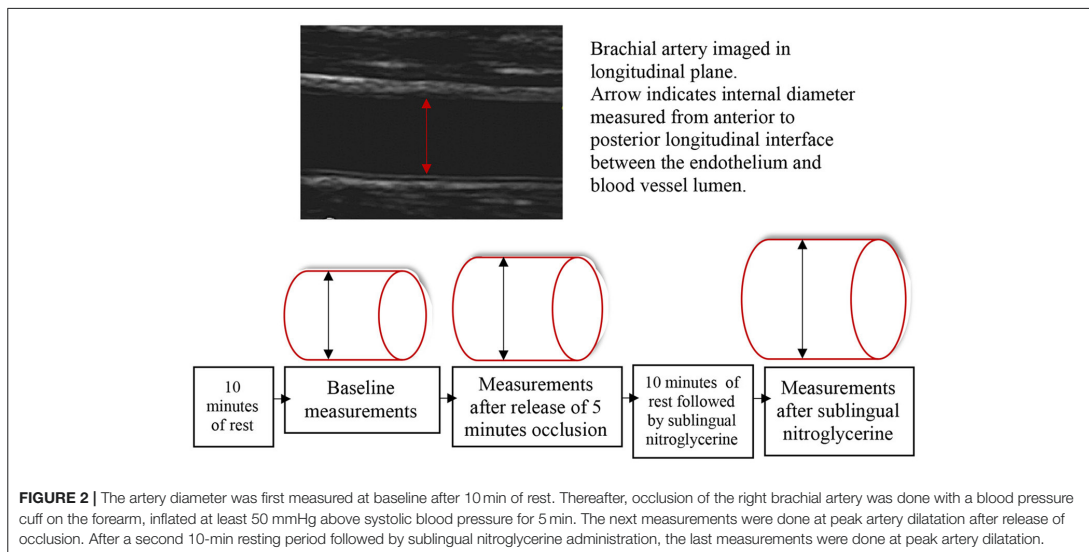 Brachial artery imaged in
longitudinal plane.
Arrow indicates internal diameter
measured from anterior to
posterior longitudinal interface
between the endothelium and
blood vessel lumen.
10
minutes
of rest
Baseline
measurements
Measurements
after release of 5
minutes occlusion
10 minutes of
rest followed
by sublingual
nitroglycerine
Measurements
after sublingual
nitroglycerine
FIGURE 2 | The artery diameter was first measured at baseline after 10 min of rest. Thereafter, occlusion of the right brachial artery was done with a blood pressure
cuff on the forearm, inflated at least 50 mmHg above systolic blood pressure for 5 min. The next measurements were done at peak artery dilatation after release of
occlusion. After a second 10-min resting period followed by sublingual nitroglycerine administration, the last measurements were done at peak artery dilatation.